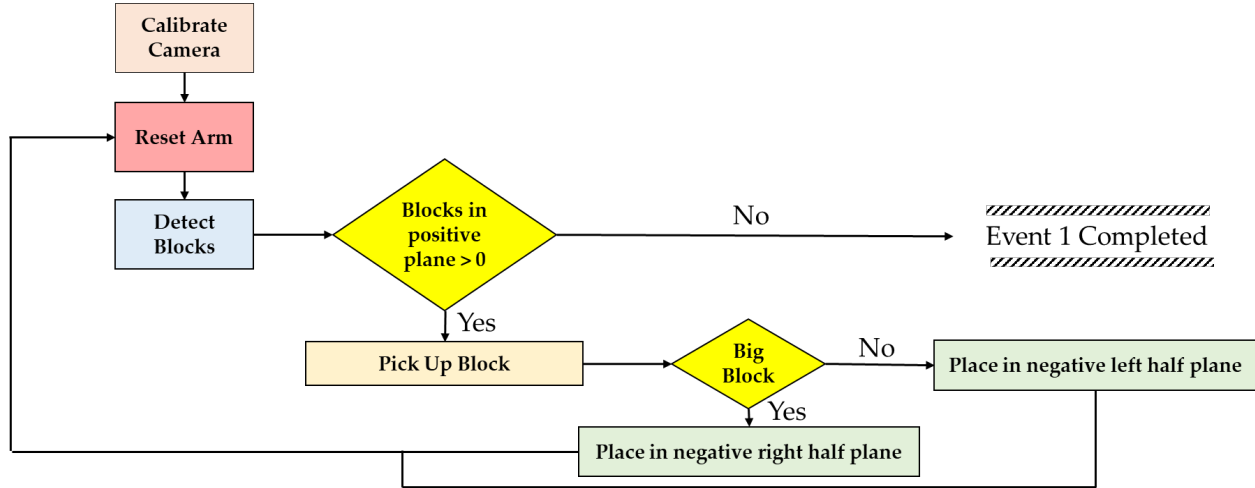 Calibrate
Camera
Reset Arm
Detect
Blocks
Blocks in
positive
plane > 0
No
Event 1 Completed
Yes
Pick Up Block
Big
Block
No
Place in negative left half plane
Yes
Place in negative right half plane